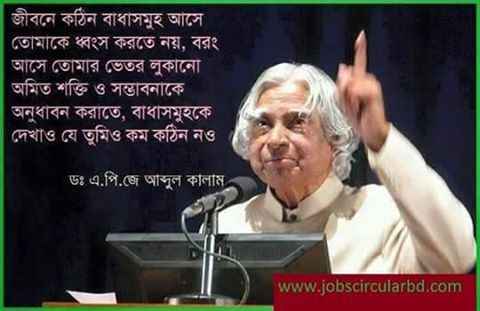 জীবনে কঠিন বাধাসমুহ আসে
তোমাকে ধ্বংস করতে নয়, বরং
আসে তোমার ভেতর লুকানো
অমিত শক্তি ও সম্ভাবনাকে
অনুধাবন করাতে, বাধাসমুহকে
দেখাও যে তুমিও কম কঠিন নও
ডঃ এ.পি.জে আব্দুল কালাম
www.jobscircularbd.com